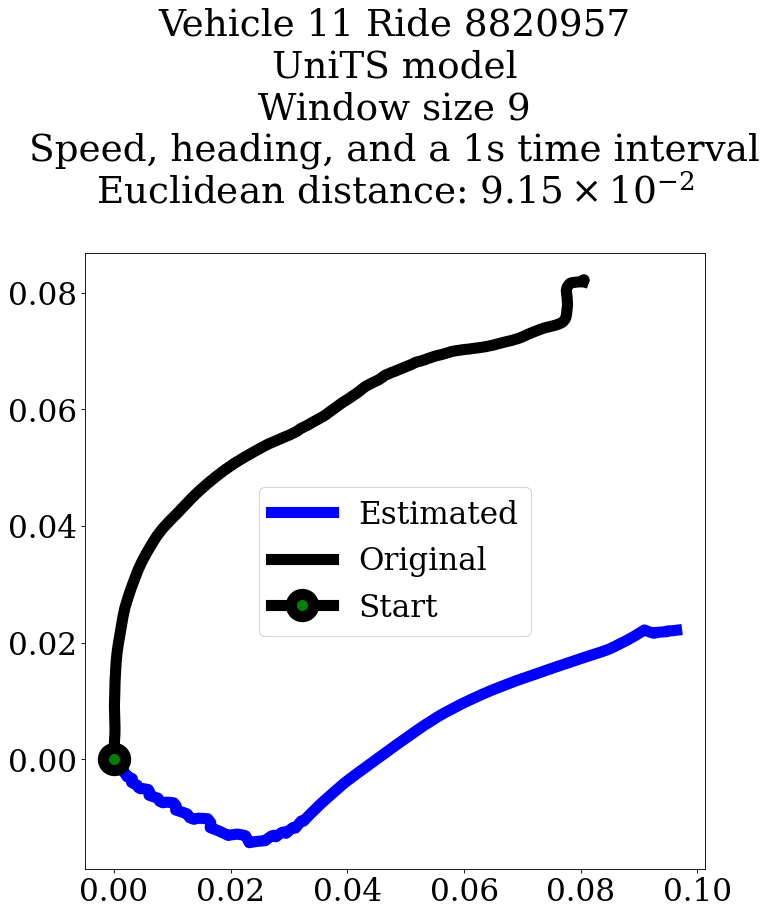 Vehicle 11 Ride 8820957
UniTS model
Window size 9
Speed, heading, and a 1s time interval
Euclidean distance: 9.15 × 10⁻²
0.08
0.06
0.04
0.02
0.00
Estimated
Original
Start
0.00 0.02 0.04 0.06 0.08 0.10